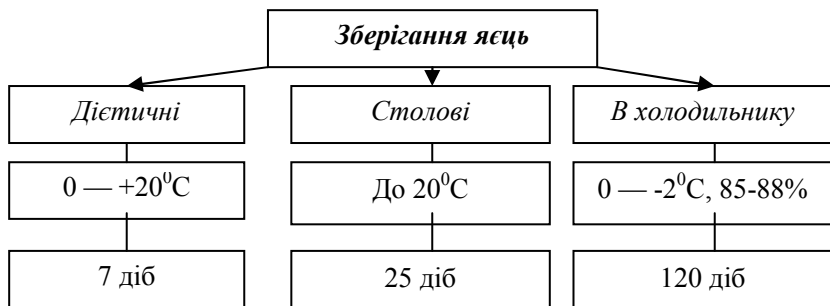 Зберігання яєць
Дієтичні
Столові
В холодильнику
0 — +20⁰С
До 20⁰С
0 — -2⁰С, 85-88%
7 діб
25 діб
120 діб